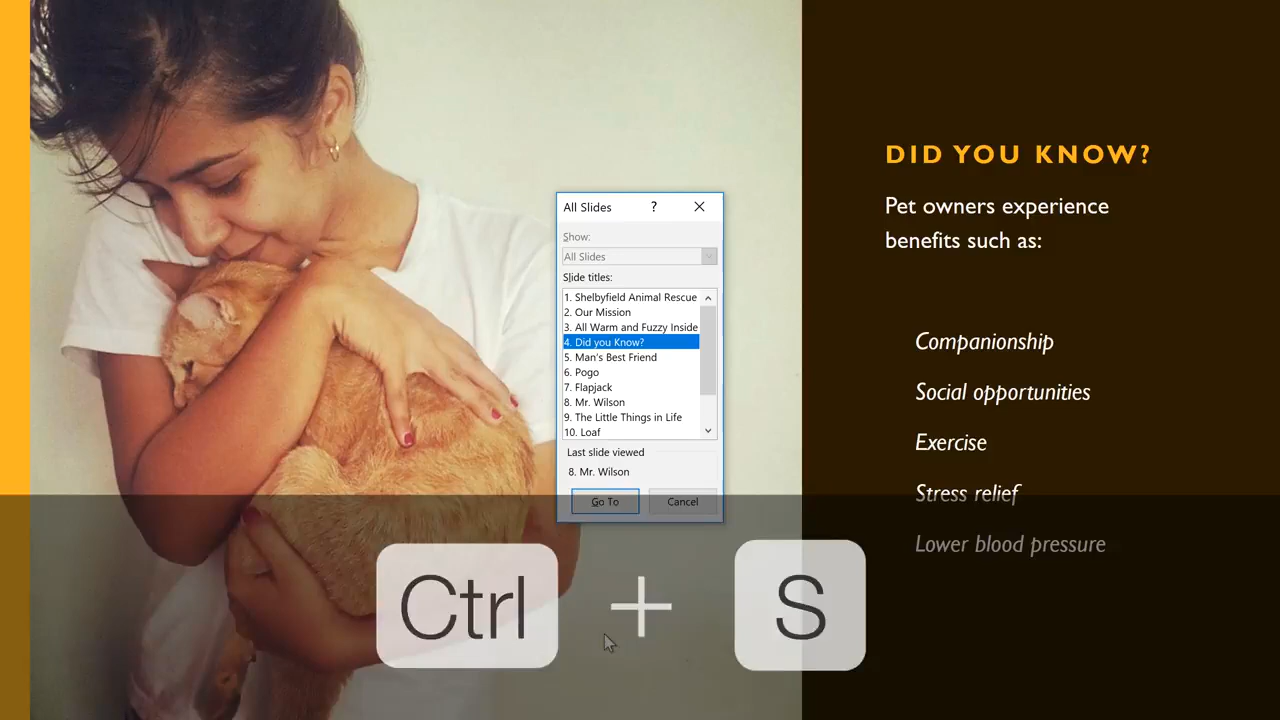 DID YOU KNOW?
Pet owners experience
benefits such as:
Companionship
Social opportunities
Exercise
Stress relief
Lower blood pressure
All Slides
?
Show:
All Slides
Slide titles:
1. Shelbyfield Animal Rescue
2. Our Mission
3. All Warm and Fuzzy Inside
4. Did you Know?
5. Man's Best Friend
6. Pogo
7. Flapjack
8. Mr. Wilson
9. The Little Things in Life
10. Loaf
Last slide viewed
8. Mr. Wilson
Go To Cancel
Ctrl + S